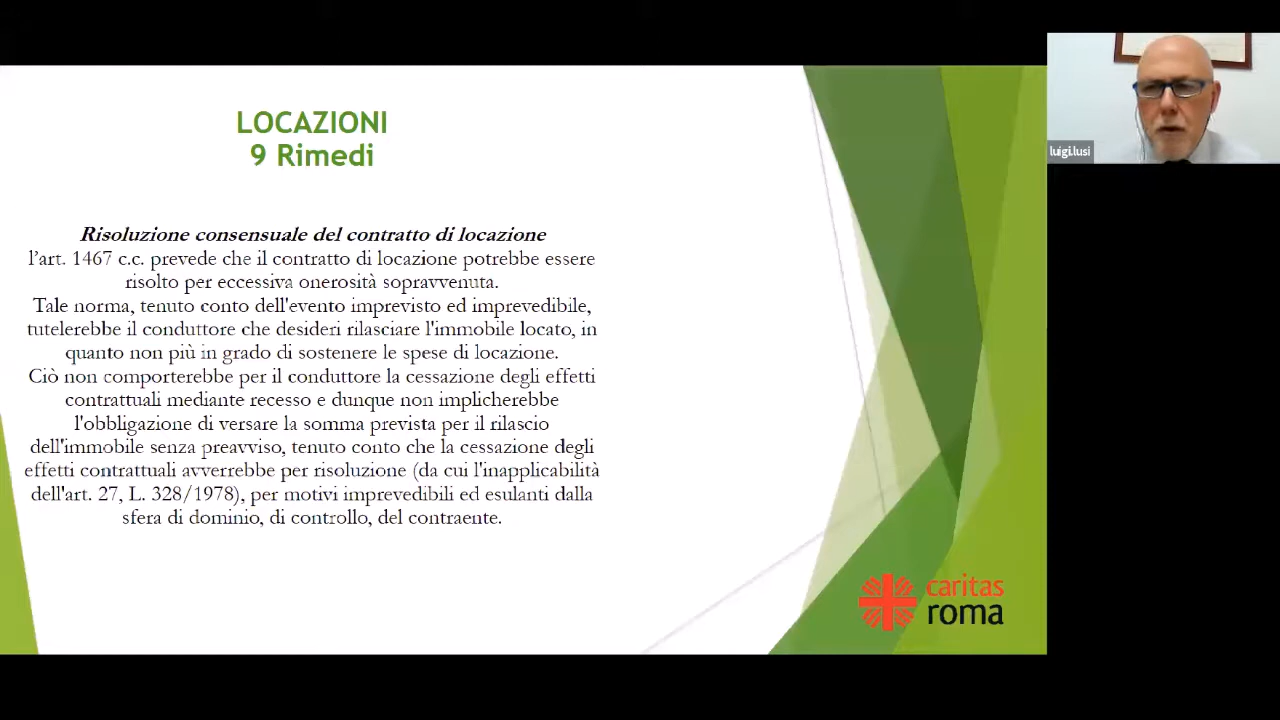 LOCAZIONI
9 Rimedi
Risoluzione consensuale del contratto di locazione
l'art. 1467 c.c. prevede che il contratto di locazione potrebbe essere
risolto per eccessiva onerosità sopravvenuta.
Tale norma, tenuto conto dell'evento imprevisto ed imprevedibile,
tutelerebbe il conduttore che desideri rilasciare l'immobile locato, in
quanto non più in grado di sostenere le spese di locazione.
Ciò non comporterebbe per il conduttore la cessazione degli effetti
contrattuali mediante recesso e dunque non implicherebbe
l'obbligazione di versare la somma prevista per il rilascio
dell'immobile senza preavviso, tenuto conto che la cessazione degli
effetti contrattuali avverrebbe per risoluzione (da cui l'inapplicabilità
dell'art. 27, L. 328/1978), per motivi imprevedibili ed esulanti dalla
sfera di dominio, di controllo, del contraente.
caritas
roma
luigi.lusi